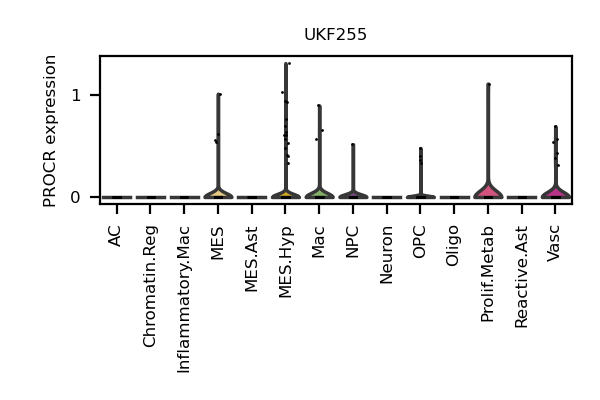 UKF255
PROCR expression
1
0
AC
Chromatin.Reg
Inflammatory.Mac
MES
MES.Ast
MES.Hyp
Mac
NPC
Neuron
OPC
Oligo
Prolif.Metab
Reactive.Ast
Vasc